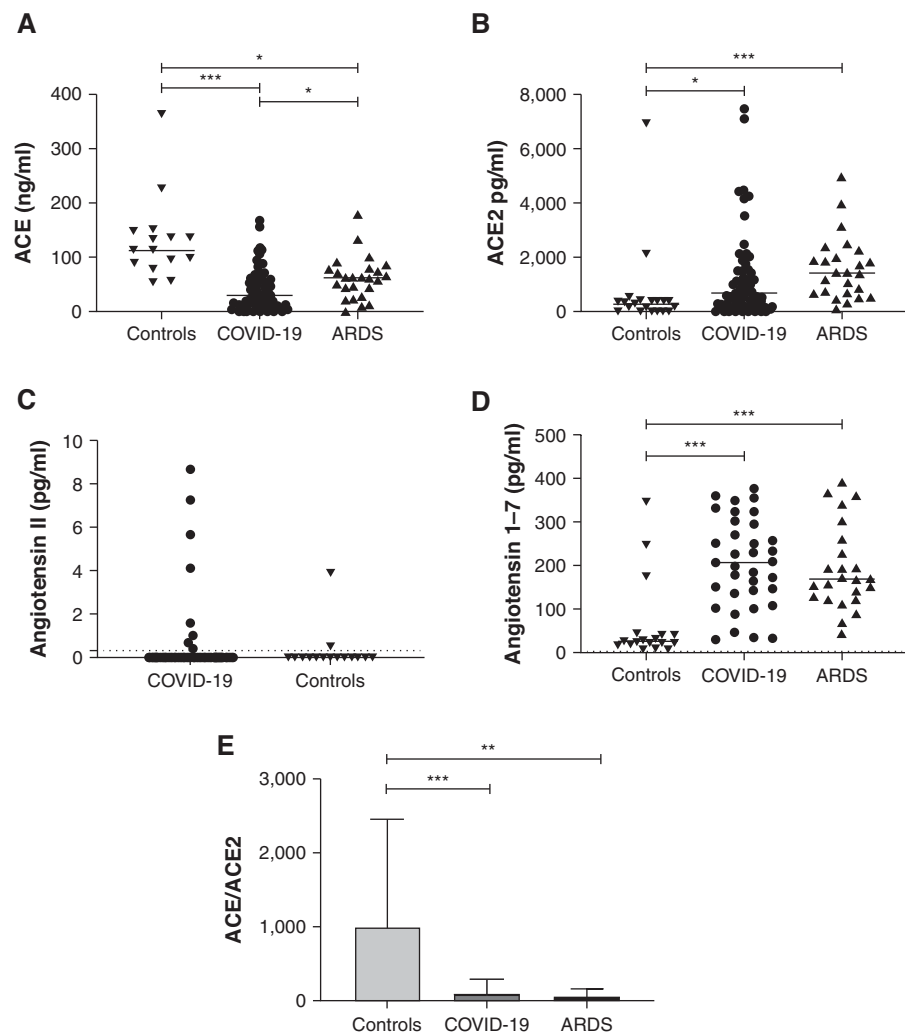 A
ACE (ng/ml)
400
300
200
100
0
*
***
*
Controls
COVID-19
ARDS
B
ACE2 pg/ml
8,000
6,000
4,000
2,000
0
***
*
Controls
COVID-19
ARDS
C
Angiotensin II (pg/ml)
10
8
6
4
2
0
COVID-19
Controls
D
Angiotensin 1–7 (pg/ml)
500
400
300
200
100
0
***
***
Controls
COVID-19
ARDS
E
ACE/ACE2
3,000
2,000
1,000
0
**
***
Controls
COVID-19
ARDS